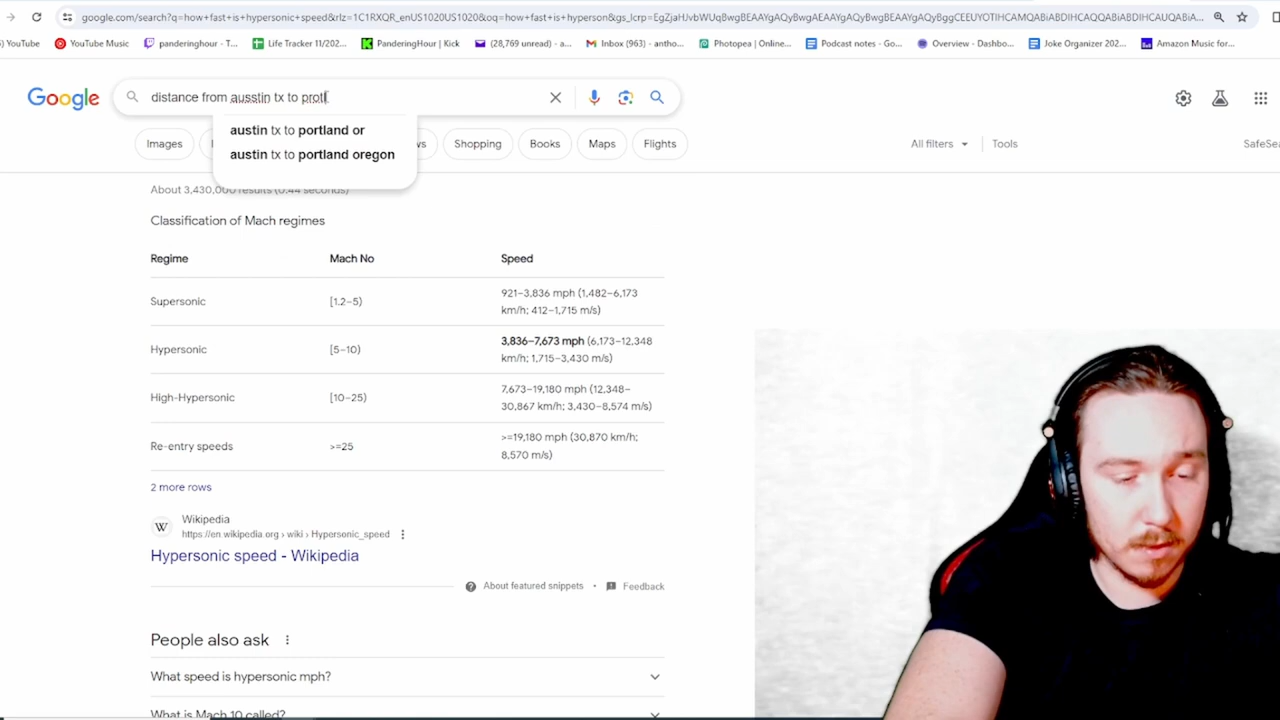 google.com/search?q=how+fast+is+hypersonic+speed&rlz=1C1RXQR_enUS1020US1020&oq=how+fast+is+hyperson&gs_lcrp=
YouTube YouTube Music panderinghour - T... Life Tracker 11/202... PanderingHour | Kick (28,769 unread) - a... Inbox (963) - antho... Photopea | Online... Podcast notes - Go... Overview - Dashbo... Joke Organizer 202... Amazon Music for...
Google distance from ausstin tx to protl
austin tx to portland or
austin tx to portland oregon
Images Shopping Books Maps Flights All filters Tools SafeSea
About 3,430,000 results (0.44 seconds)
Classification of Mach regimes
Regime Mach No Speed
Supersonic [1.2–5) 921–3,836 mph (1,482–6,173
km/h; 412–1,715 m/s)
Hypersonic [5–10) 3,836–7,673 mph (6,173–12,348
km/h; 1,715–3,430 m/s)
High-Hypersonic [10–25) 7,673–19,180 mph (12,348–
30,867 km/h; 3,430–8,574 m/s)
Re-entry speeds >=25 >=19,180 mph (30,870 km/h;
8,570 m/s)
2 more rows
W Wikipedia
https://en.wikipedia.org › wiki › Hypersonic_speed
Hypersonic speed - Wikipedia
About featured snippets • Feedback
People also ask
What speed is hypersonic mph?
What is Mach 10 called?